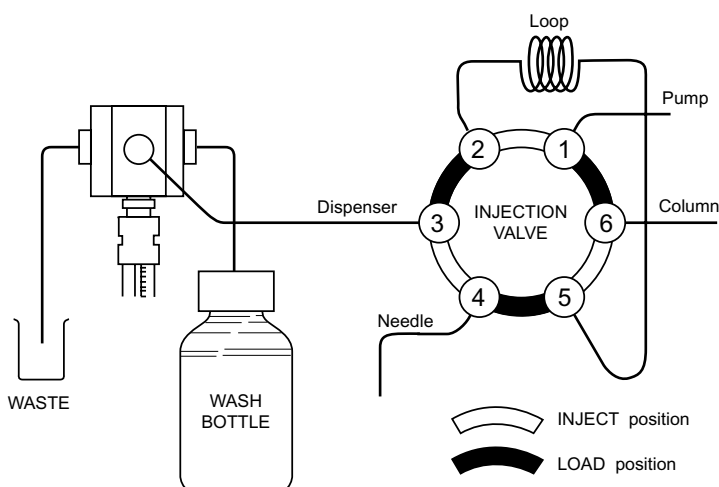 Loop
Pump
2
1
Dispenser
3
INJECTION
VALVE
6
Column
4
5
Needle
WASTE
WASH
BOTTLE
INJECT position
LOAD position